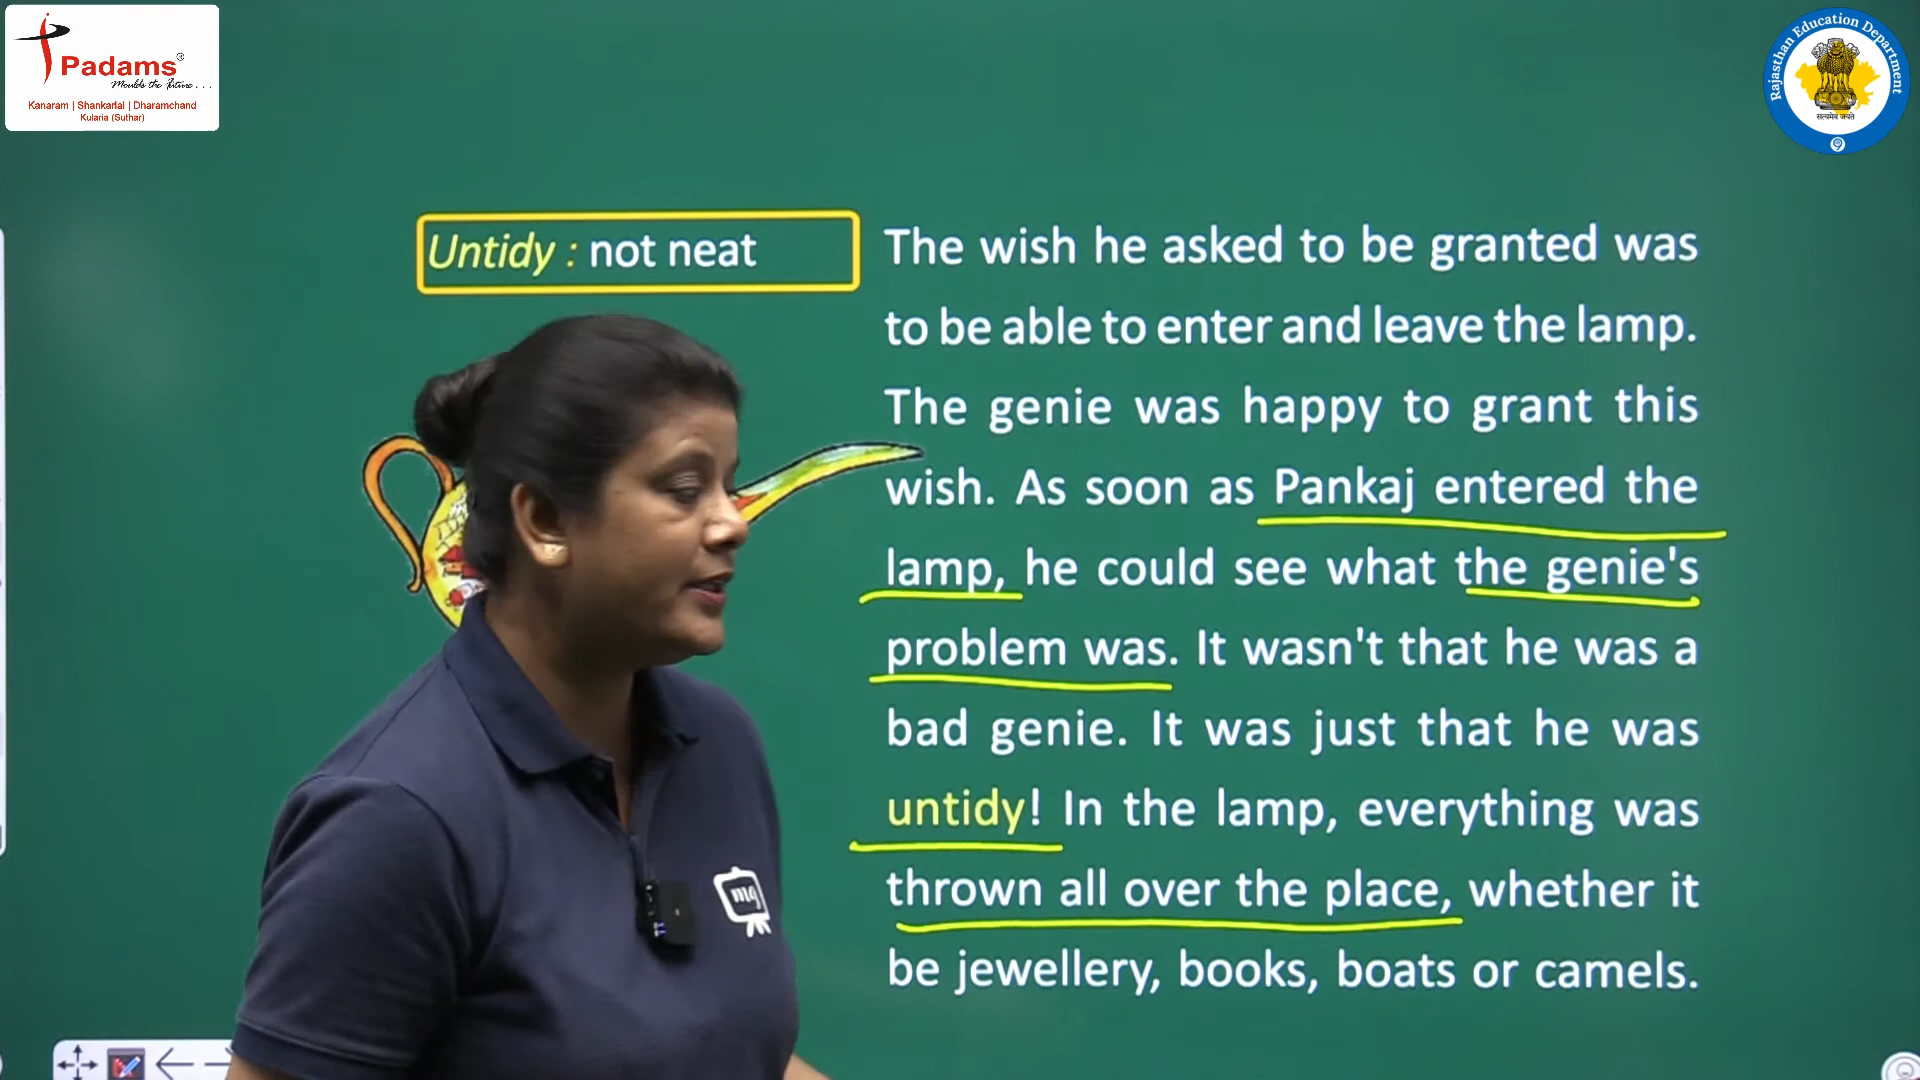 Padams®
Moulds the future...
Kanaram | Shankarlal | Dharamchand
Kularia (Suthar)
Rajasthan Education Department
सत्यमेव जयते
Untidy : not neat
The wish he asked to be granted was
to be able to enter and leave the lamp.
The genie was happy to grant this
wish. As soon as Pankaj entered the
lamp, he could see what the genie's
problem was. It wasn't that he was a
bad genie. It was just that he was
untidy! In the lamp, everything was
thrown all over the place, whether it
be jewellery, books, boats or camels.
mg